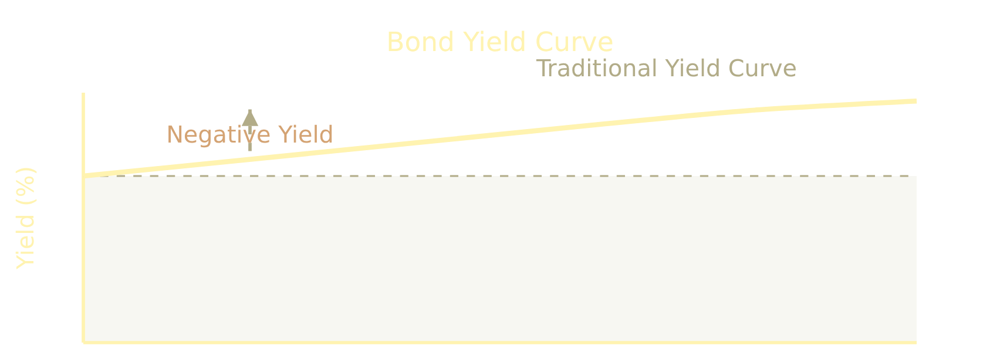 Bond Yield Curve
Traditional Yield Curve
Negative Yield
Yield (%)